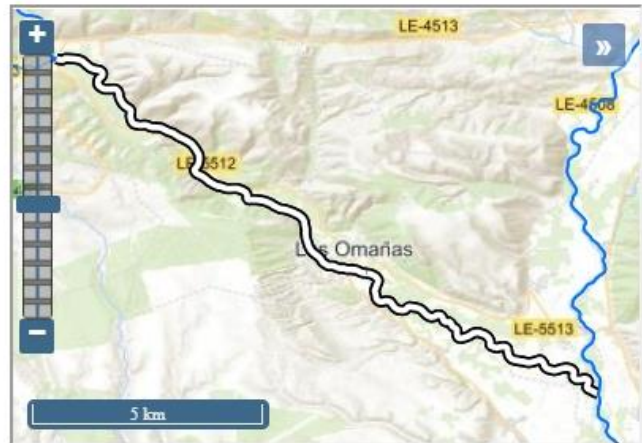 +
»
LE-4513
LE-4508
LE-5512
Las Omañas
LE-5513
−
5 km